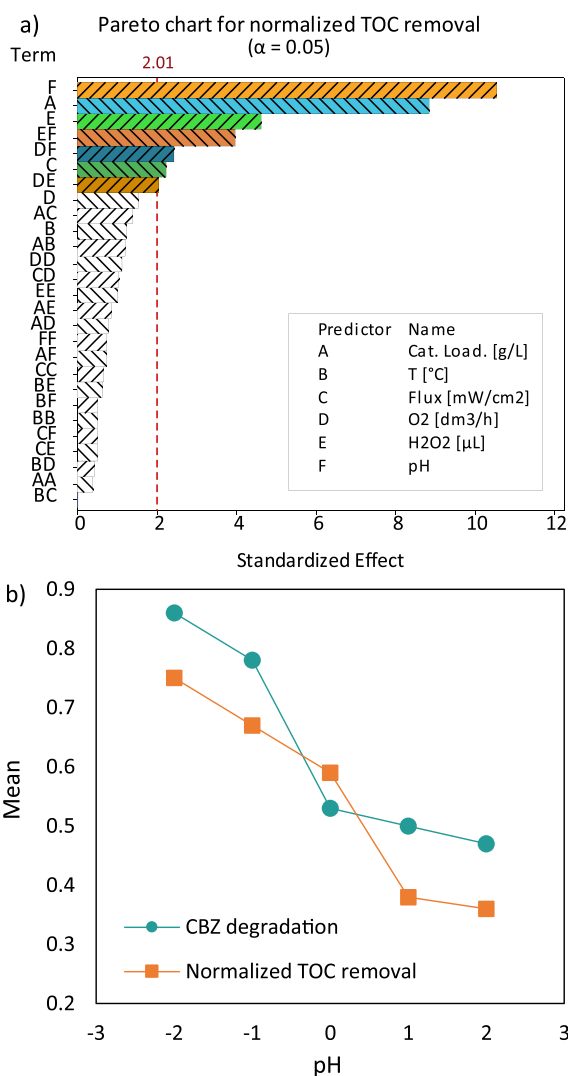 a)
Pareto chart for normalized TOC removal
(α = 0.05)
Term
2.01
F
A
E
EF
DF
C
DE
D
AC
B
AB
DD
CD
EE
AE
AD
FF
AF
CC
BE
BF
BB
CF
CE
BD
AA
BC
Predictor Name
A Cat. Load. [g/L]
B T [°C]
C Flux [mW/cm2]
D O2 [dm3/h]
E H2O2 [µL]
F pH
0 2 4 6 8 10 12
Standardized Effect
b)
0.9
0.8
0.7
0.6
0.5
0.4
0.3
0.2
Mean
CBZ degradation
Normalized TOC removal
-3 -2 -1 0 1 2 3
pH